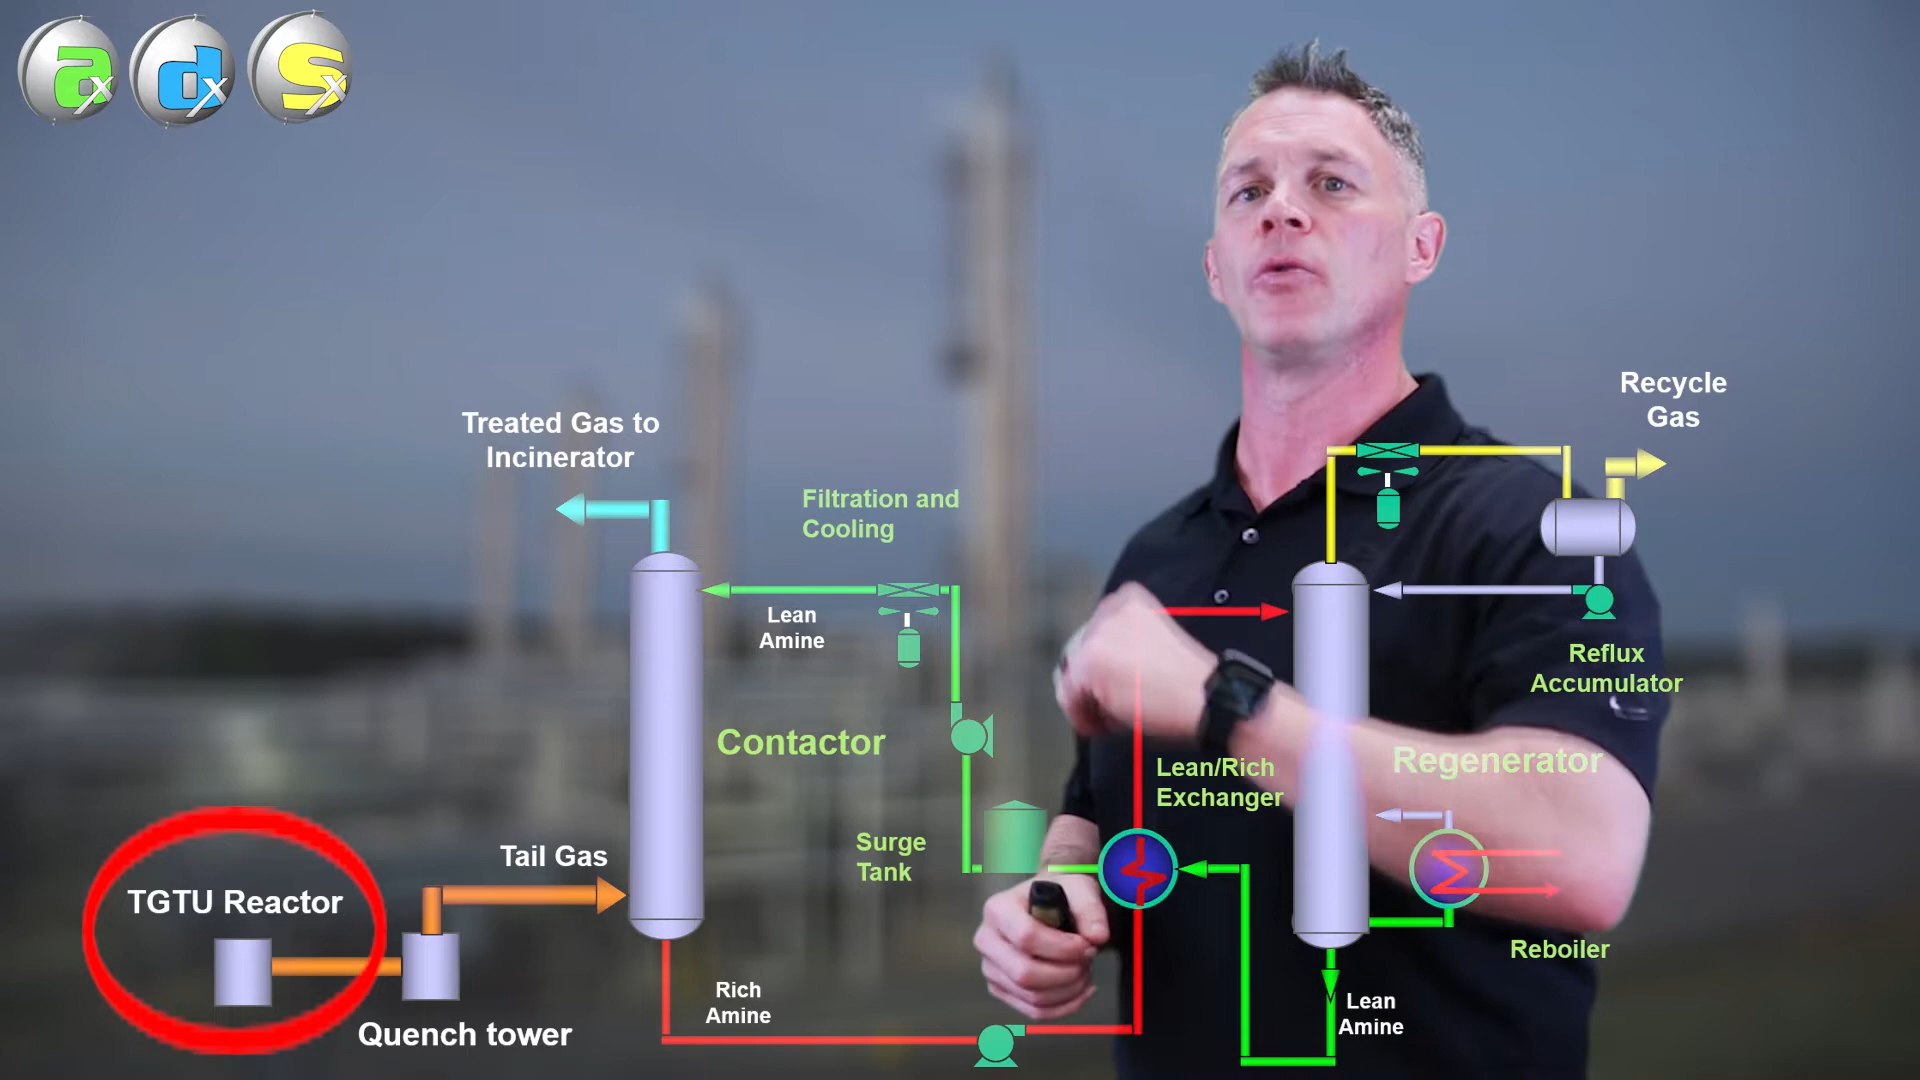 a x
d x
s x
Recycle
Gas
Treated Gas to
Incinerator
Filtration and
Cooling
Lean
Amine
Reflux
Accumulator
Contactor
Regenerator
Lean/Rich
Exchanger
Surge
Tank
Tail Gas
TGTU Reactor
Reboiler
Rich
Amine
Lean
Amine
Quench tower